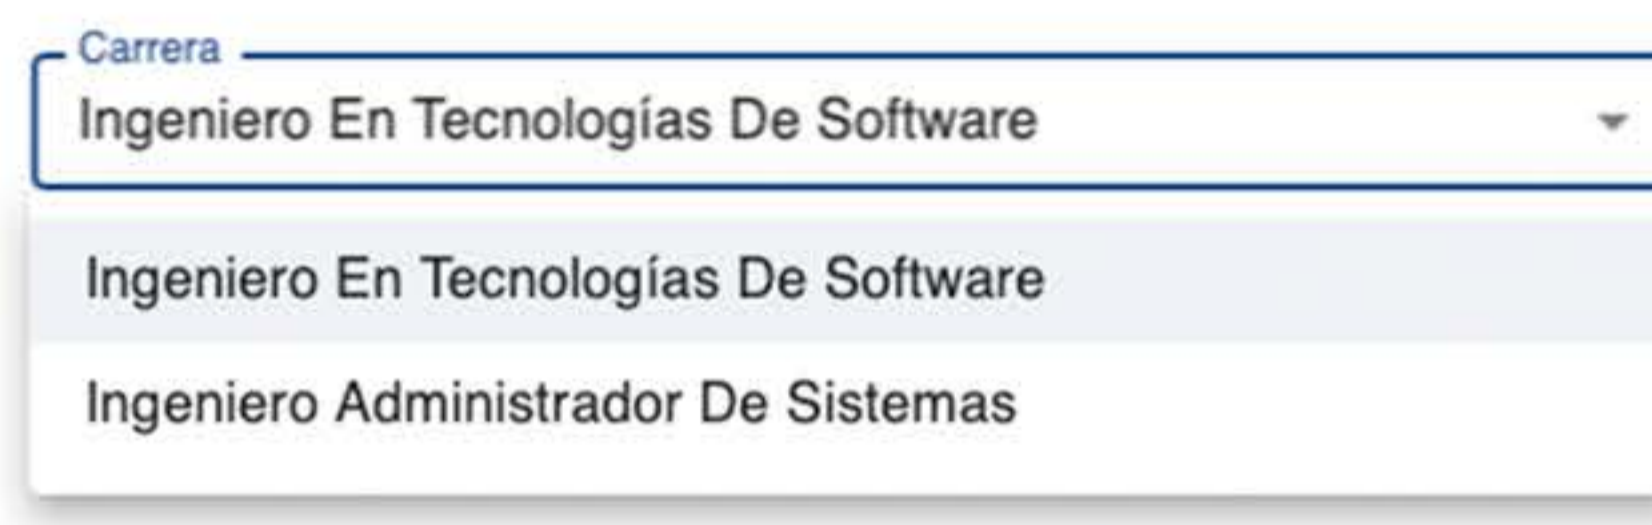 Carrera
Ingeniero En Tecnologías De Software
Ingeniero En Tecnologías De Software
Ingeniero Administrador De Sistemas